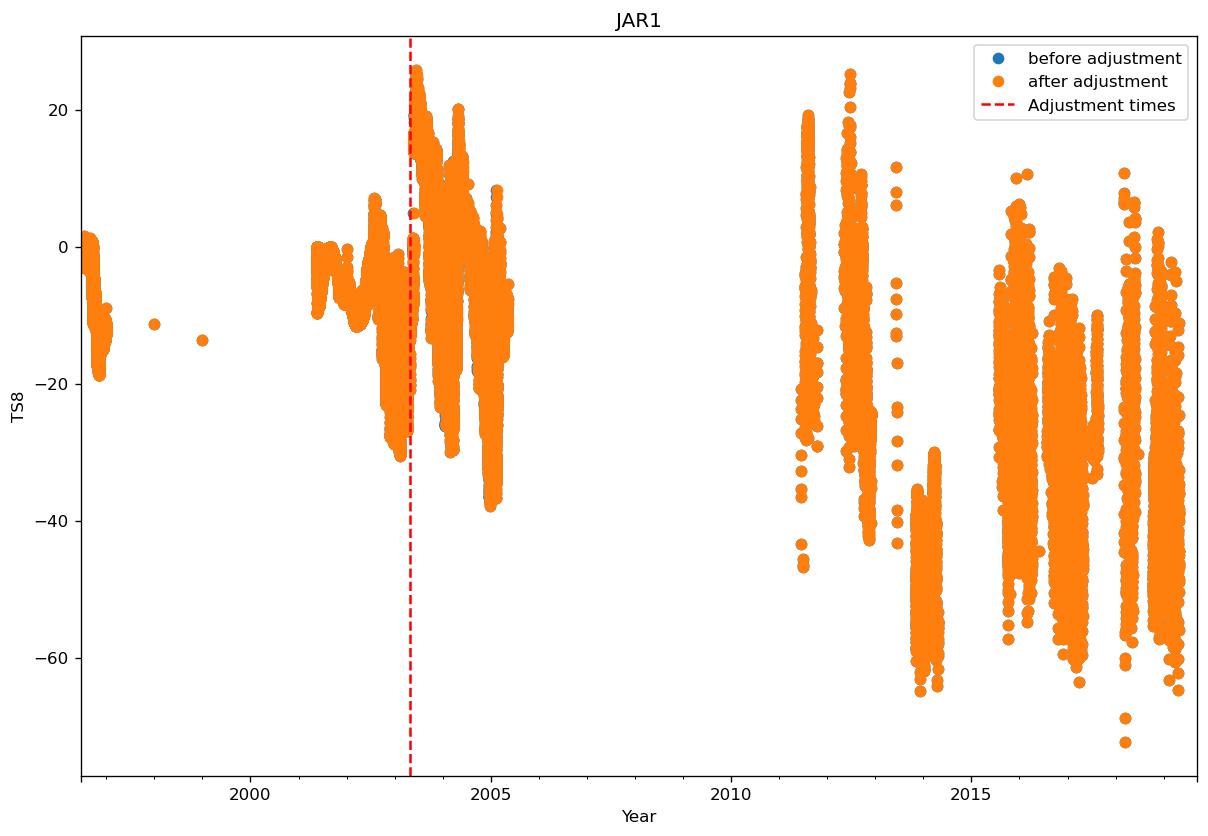 JAR1
before adjustment
after adjustment
Adjustment times
TS8
20
0
−20
−40
−60
2000
2005
2010
2015
Year